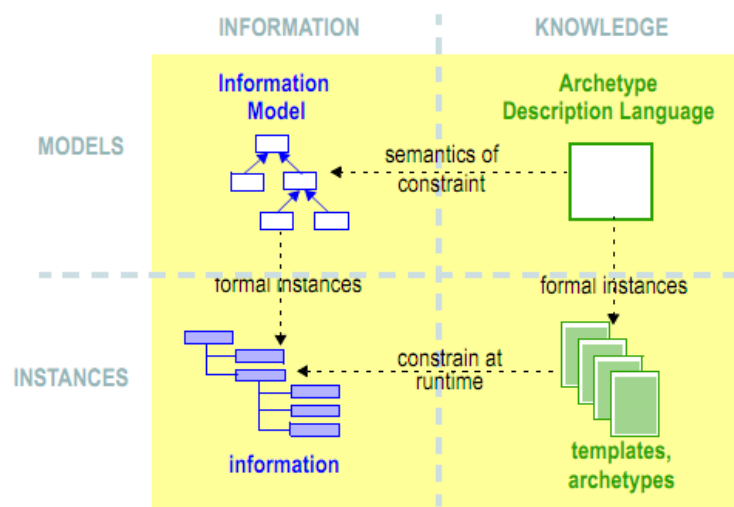 INFORMATION
KNOWLEDGE
Information
Model
Archetype
Description Language
MODELS
semantics of
constraint
formal instances
formal instances
INSTANCES
constrain at
runtime
information
templates,
archetypes